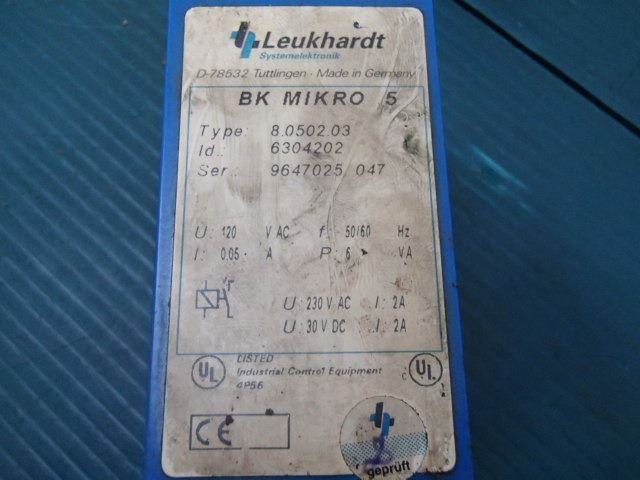 Leukhardt
Systemelektronik
D-78532 Tuttlingen · Made in Germany
BK MIKRO 5
Type: 8.0502.03
Id.: 6304202
Ser.: 9647025 047
U: 120 V AC f: 50/60 Hz
I: 0.05 A P: 6 VA
U: 230 V AC I: 2A
U: 30 V DC I: 2A
UL LISTED UL
Industrial Control Equipment
4P56
CE
geprüft